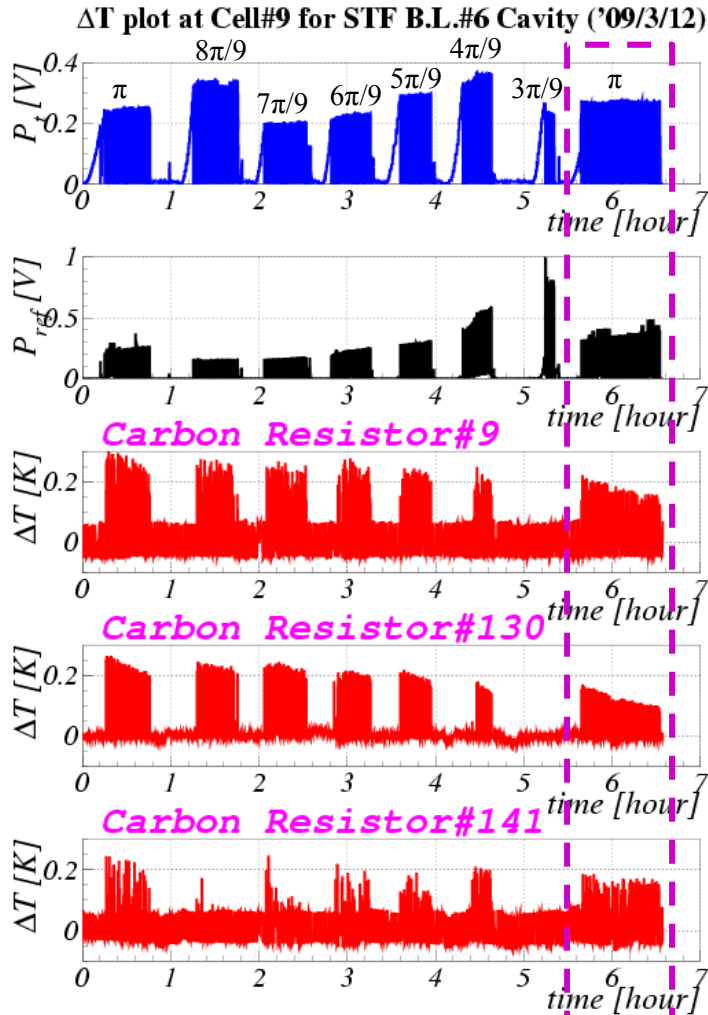 ΔT plot at Cell#9 for STF B.L.#6 Cavity ('09/3/12)
P_t [V]
0.4
0.2
0
π
8π/9
7π/9
6π/9
5π/9
4π/9
3π/9
π
0 1 2 3 4 5 6 7
time [hour]
P_ref. [V]
1
0.5
0
0 1 2 3 4 5 6 7
time [hour]
Carbon Resistor#9
ΔT [K]
0.2
0
0 1 2 3 4 5 6 7
time [hour]
Carbon Resistor#130
ΔT [K]
0.2
0
0 1 2 3 4 5 6 7
time [hour]
Carbon Resistor#141
ΔT [K]
0.2
0
0 1 2 3 4 5 6 7
time [hour]